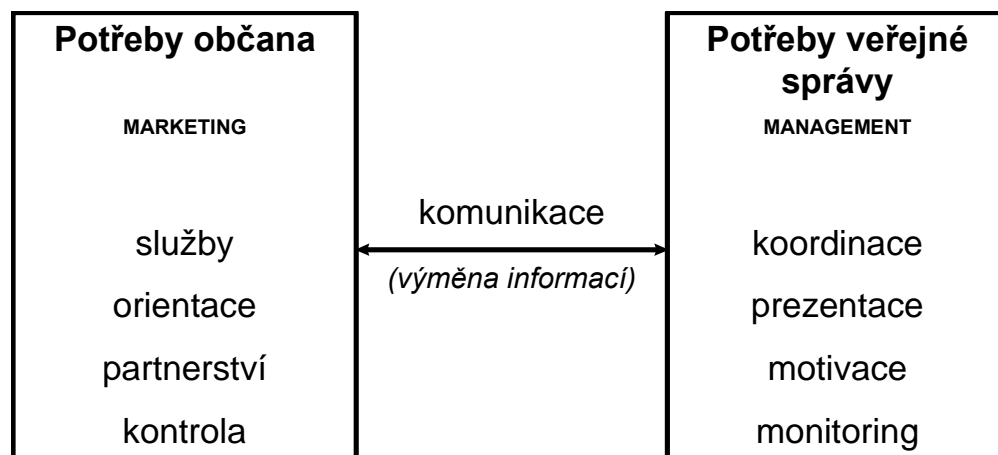 Potřeby občana
MARKETING
služby
orientace
partnerství
kontrola
komunikace
(výměna informací)
Potřeby veřejné
správy
MANAGEMENT
koordinace
prezentace
motivace
monitoring